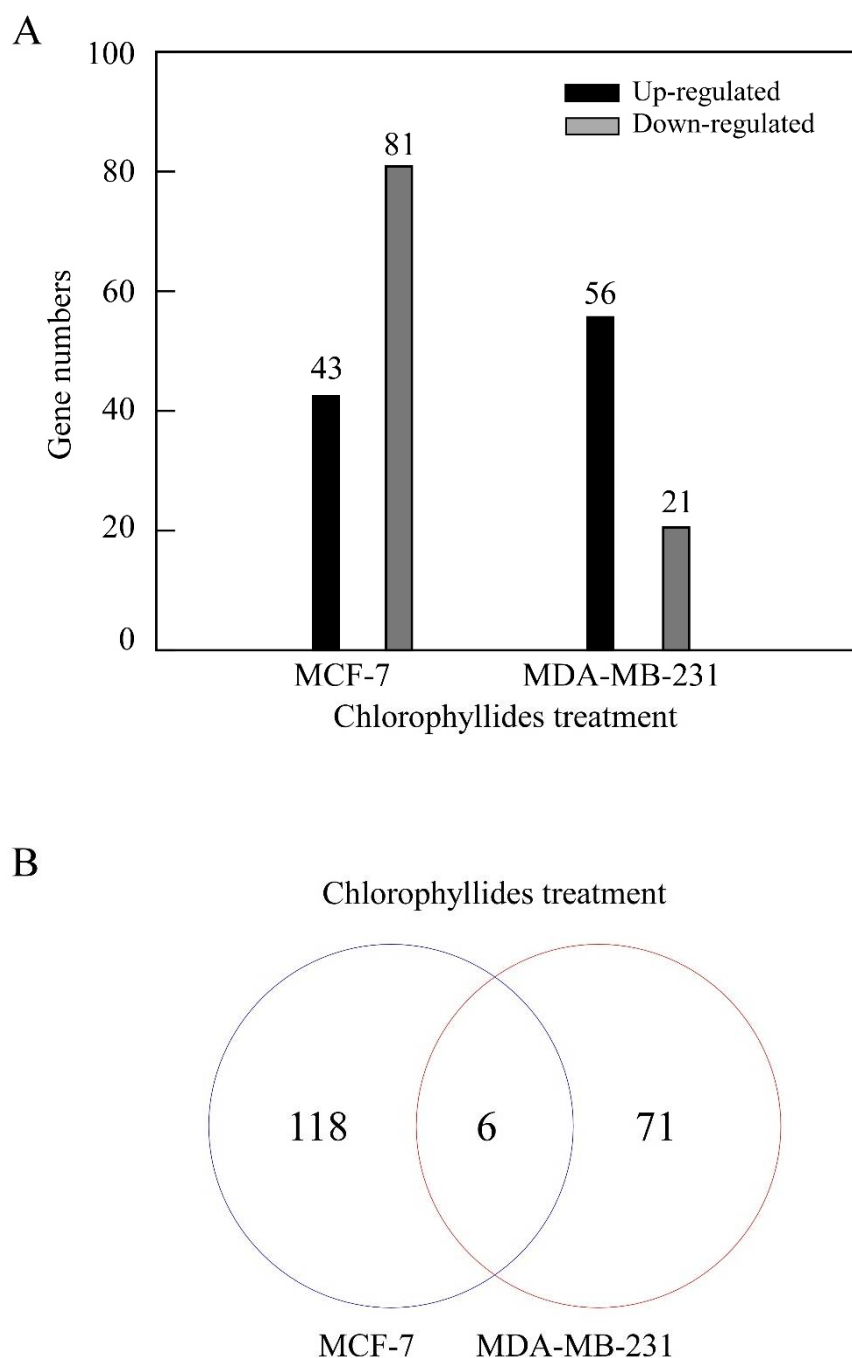 A
100
80
60
40
20
0
Gene numbers
Up-regulated
Down-regulated
43
81
56
21
MCF-7
MDA-MB-231
Chlorophyllides treatment
B
Chlorophyllides treatment
118
6
71
MCF-7
MDA-MB-231